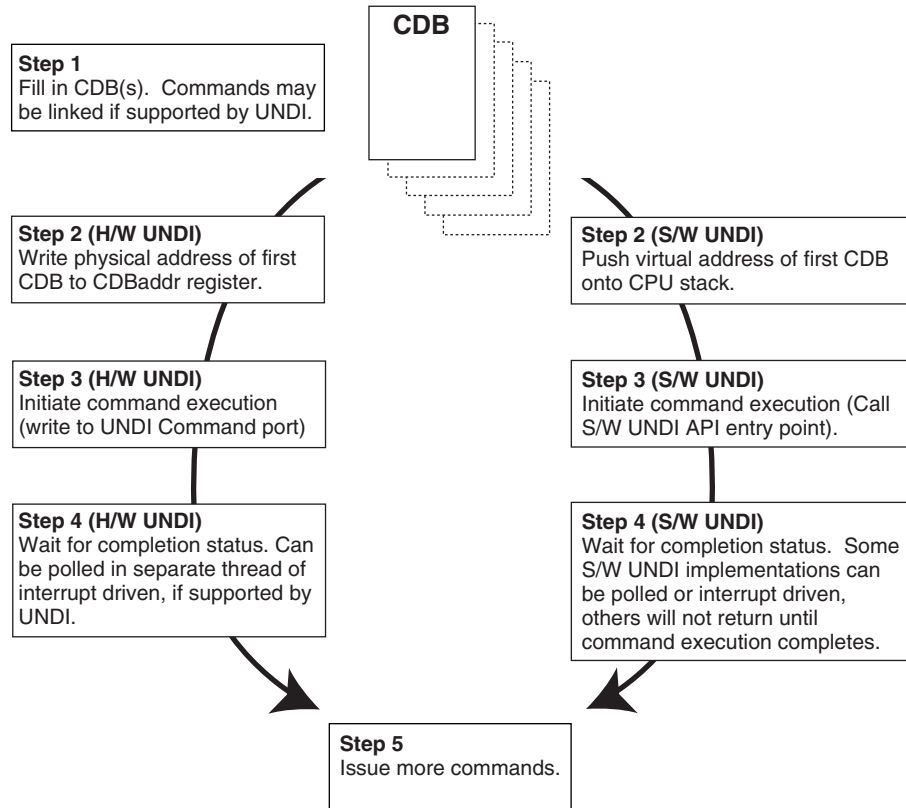 CDB
Step 1
Fill in CDB(s).  Commands may
be linked if supported by UNDI.
Step 2 (H/W UNDI)
Write physical address of first
CDB to CDBaddr register.
Step 2 (S/W UNDI)
Push virtual address of first CDB
onto CPU stack.
Step 3 (H/W UNDI)
Initiate command execution
(write to UNDI Command port)
Step 3 (S/W UNDI)
Initiate command execution (Call
S/W UNDI API entry point).
Step 4 (H/W UNDI)
Wait for completion status. Can
be polled in separate thread of
interrupt driven, if supported by
UNDI.
Step 4 (S/W UNDI)
Wait for completion status.  Some
S/W UNDI implementations can
be polled or interrupt driven,
others will not return until
command execution completes.
Step 5
Issue more commands.